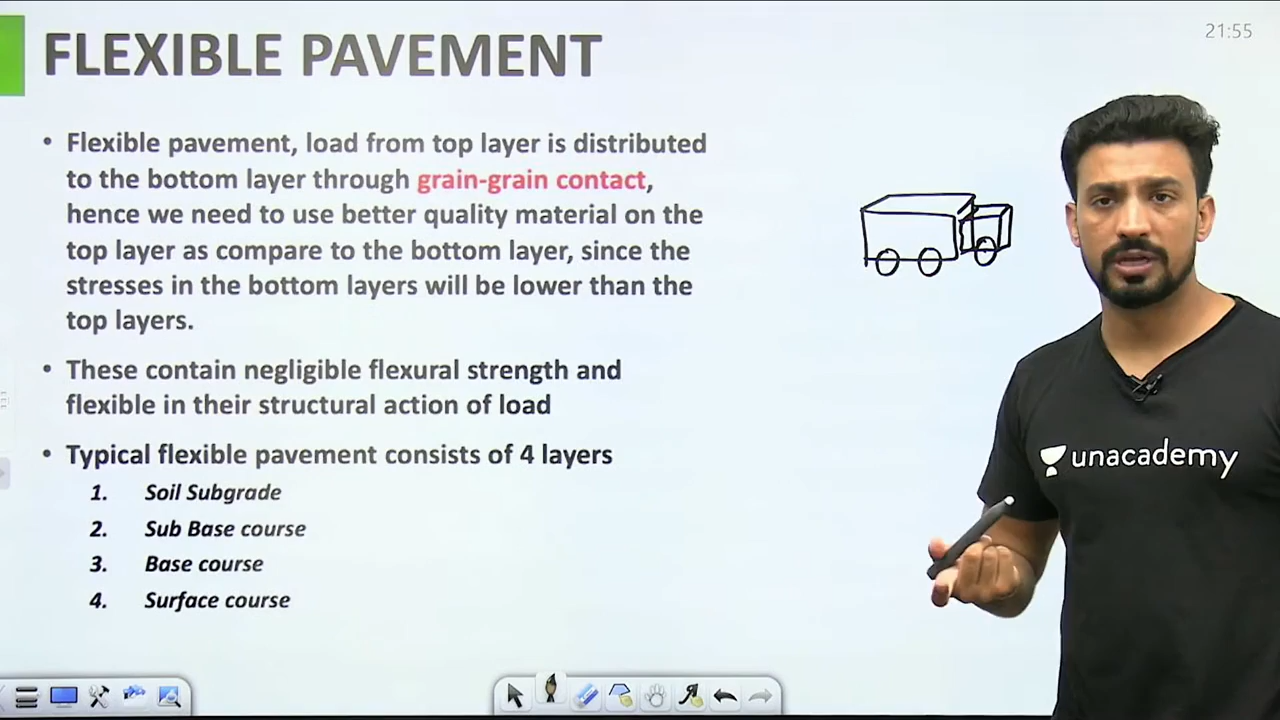 21:55
FLEXIBLE PAVEMENT
• Flexible pavement, load from top layer is distributed
to the bottom layer through grain-grain contact,
hence we need to use better quality material on the
top layer as compare to the bottom layer, since the
stresses in the bottom layers will be lower than the
top layers.
• These contain negligible flexural strength and
flexible in their structural action of load
• Typical flexible pavement consists of 4 layers
1. Soil Subgrade
2. Sub Base course
3. Base course
4. Surface course
unacademy